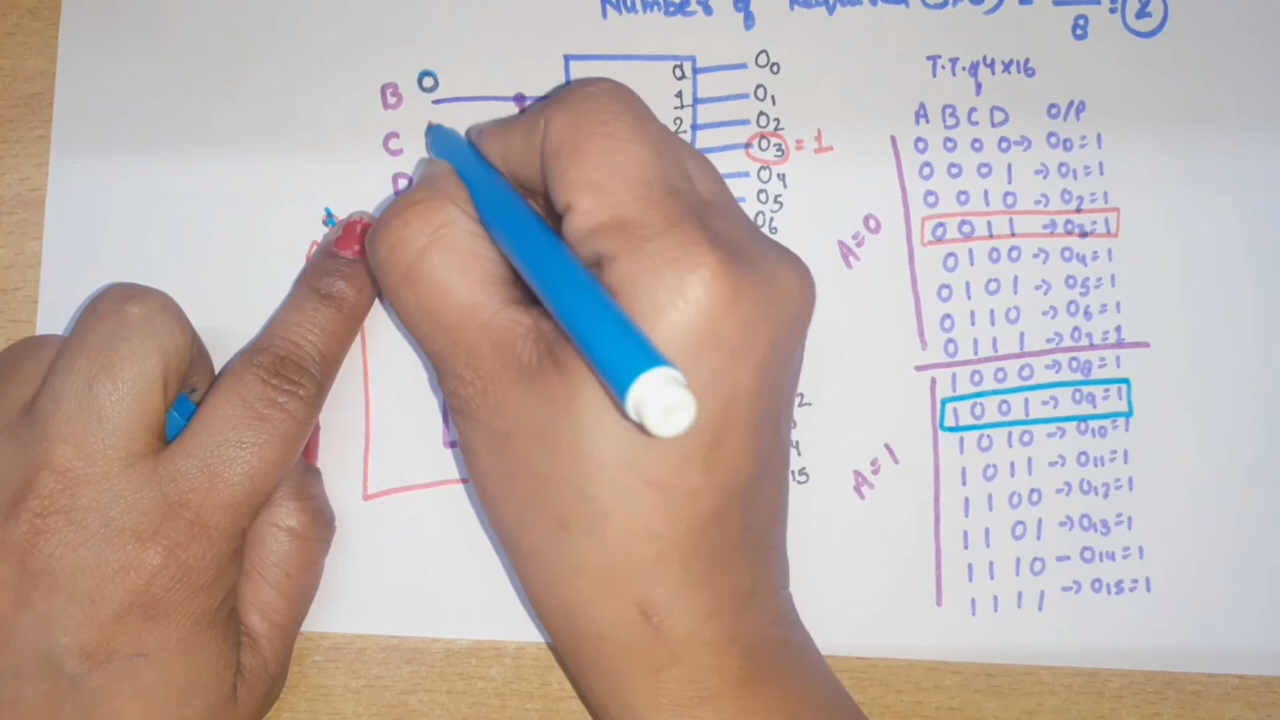 Number of Required (3x8) = 8 = 2
B 0
C
D
0 O0
1 O1
2 O2
O3 = 1
O4
O5
O6
2
4
15
T.T. of 4x16
A B C D O/P
0 0 0 0 -> O0=1
0 0 0 1 -> O1=1
0 0 1 0 -> O2=1
0 0 1 1 -> O3=1
0 1 0 0 -> O4=1
0 1 0 1 -> O5=1
0 1 1 0 -> O6=1
0 1 1 1 -> O7=1
1 0 0 0 -> O8=1
1 0 0 1 -> O9=1
1 0 1 0 -> O10=1
1 0 1 1 -> O11=1
1 1 0 0 -> O12=1
1 1 0 1 -> O13=1
1 1 1 0 - O14=1
1 1 1 1 -> O15=1
A=0
A=1